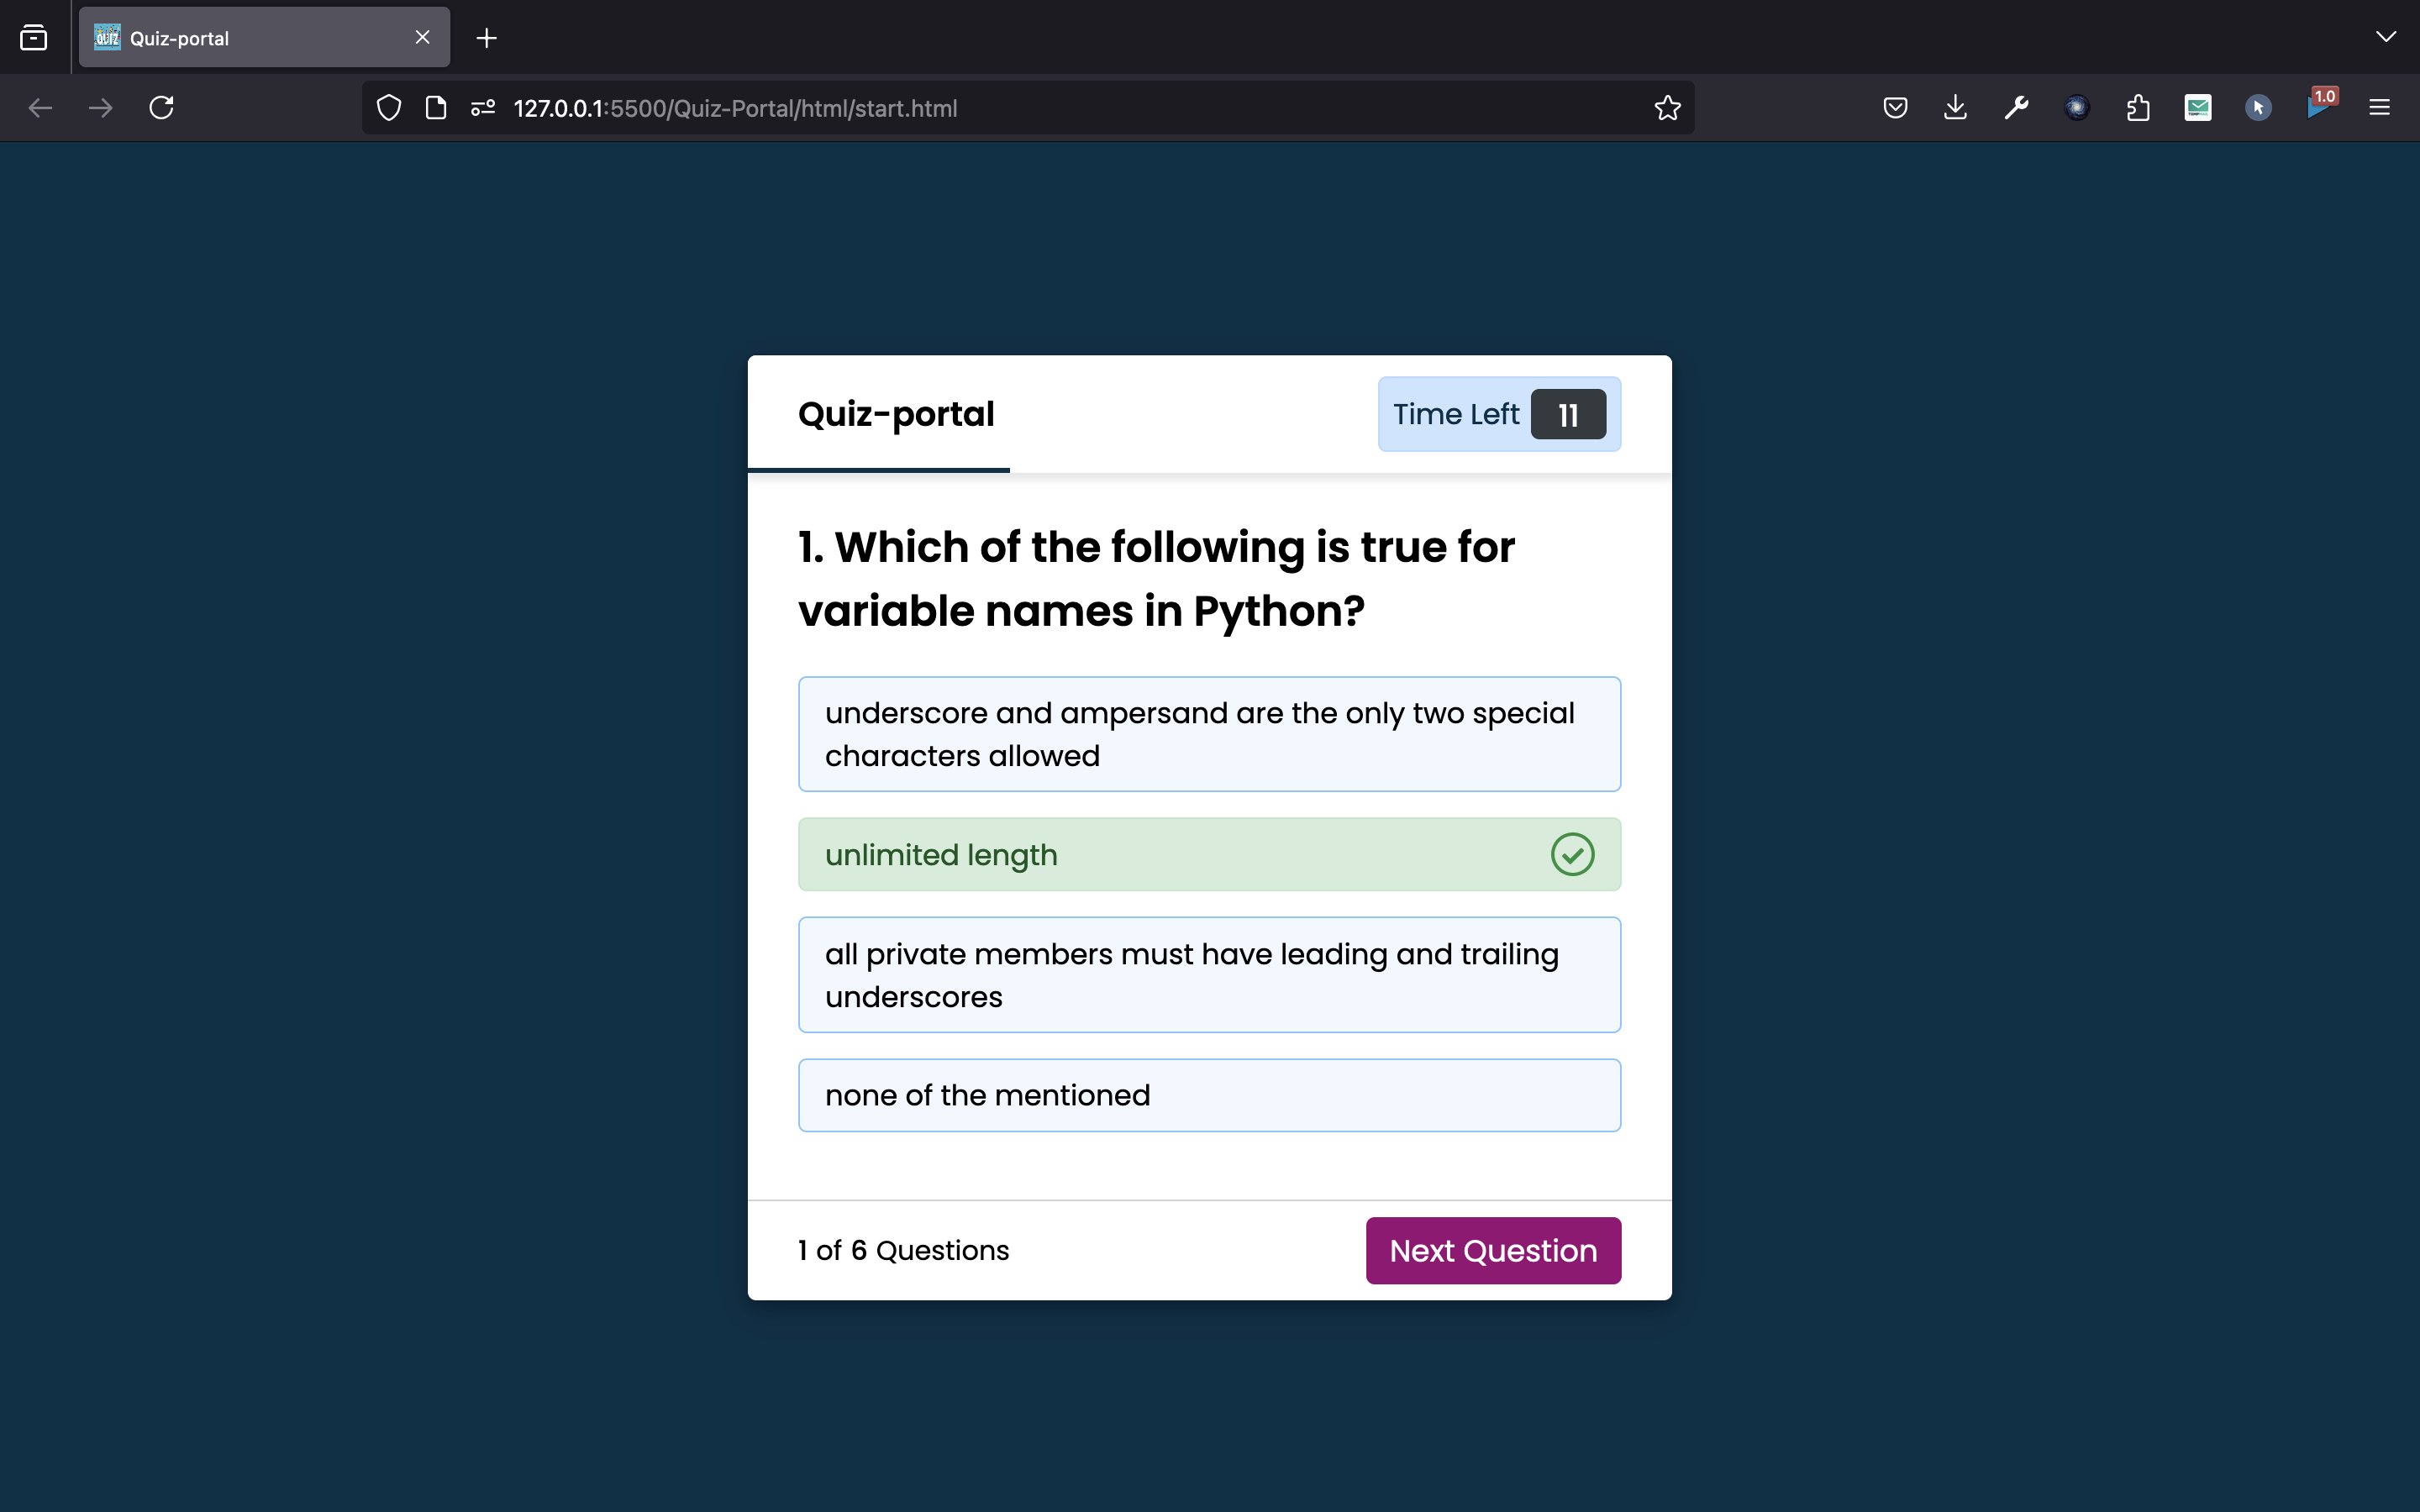 Quiz-portal
127.0.0.1:5500/Quiz-Portal/html/start.html
1.0
Quiz-portal
Time Left 11
1. Which of the following is true for
variable names in Python?
underscore and ampersand are the only two special
characters allowed
unlimited length
all private members must have leading and trailing
underscores
none of the mentioned
1 of 6 Questions
Next Question